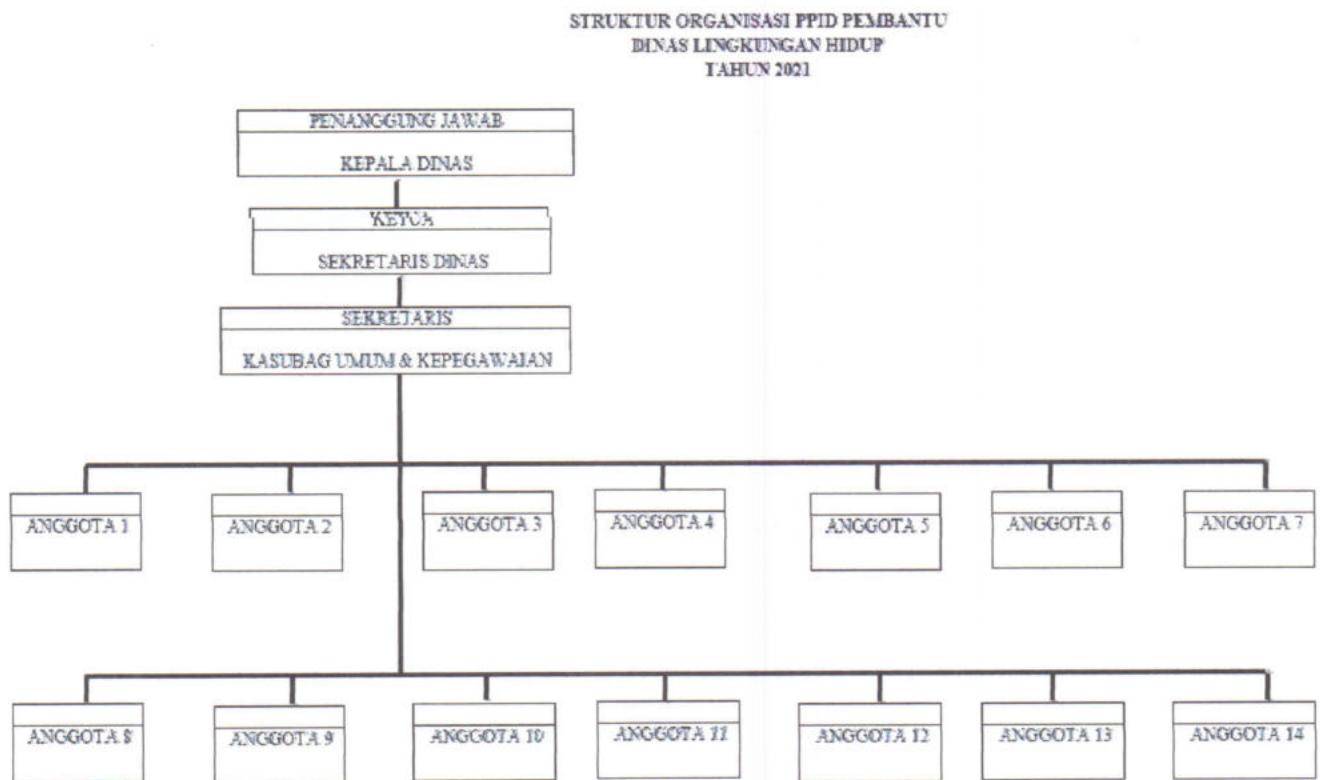 STRUKTUR ORGANISASI PPID PEMBANTU
DINAS LINGKUNGAN HIDUP
TAHUN 2021
PENANGGUNG JAWAB
KEPALA DINAS
KETUA
SEKRETARIS DINAS
SEKRETARIS
KASUBAG UMUM & KEPEGAWAIAN
ANGGOTA 1
ANGGOTA 2
ANGGOTA 3
ANGGOTA 4
ANGGOTA 5
ANGGOTA 6
ANGGOTA 7
ANGGOTA 8
ANGGOTA 9
ANGGOTA 10
ANGGOTA 11
ANGGOTA 12
ANGGOTA 13
ANGGOTA 14